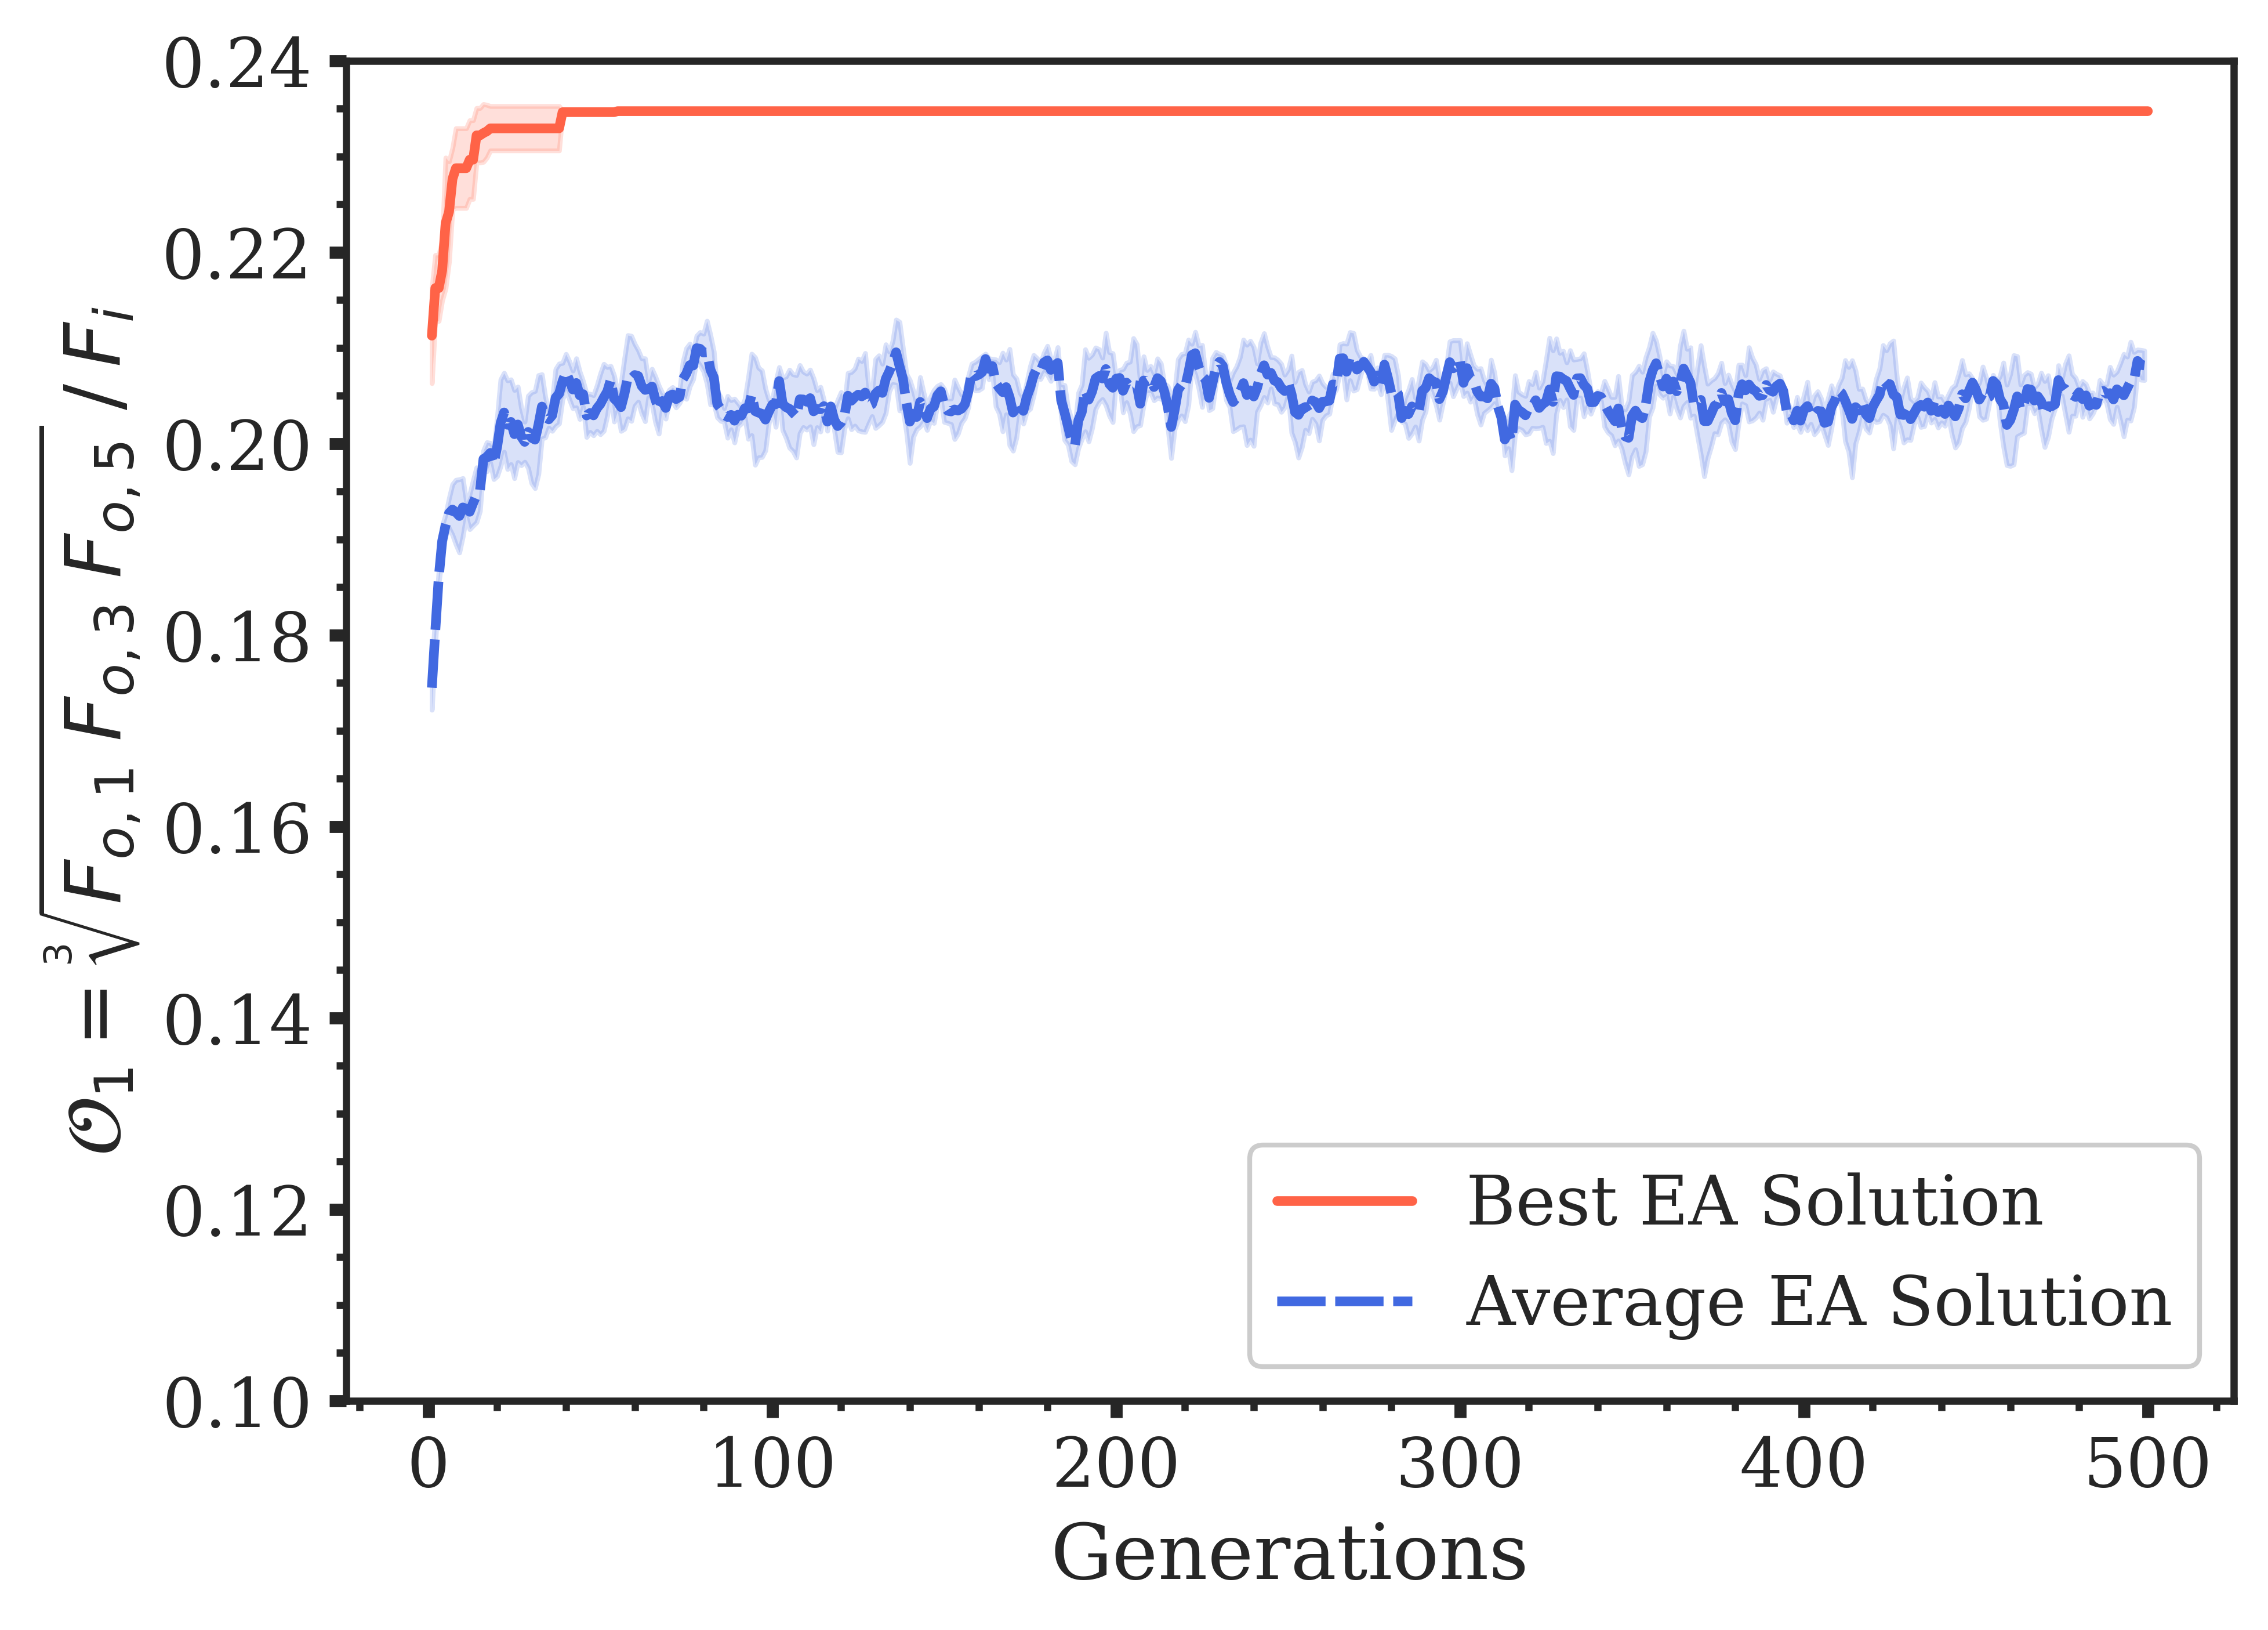 𝒪₁ = ∛(F_{o,1} F_{o,3} F_{o,5}) / F_i
0.24
0.22
0.20
0.18
0.16
0.14
0.12
0.10
Best EA Solution
Average EA Solution
0 100 200 300 400 500
Generations